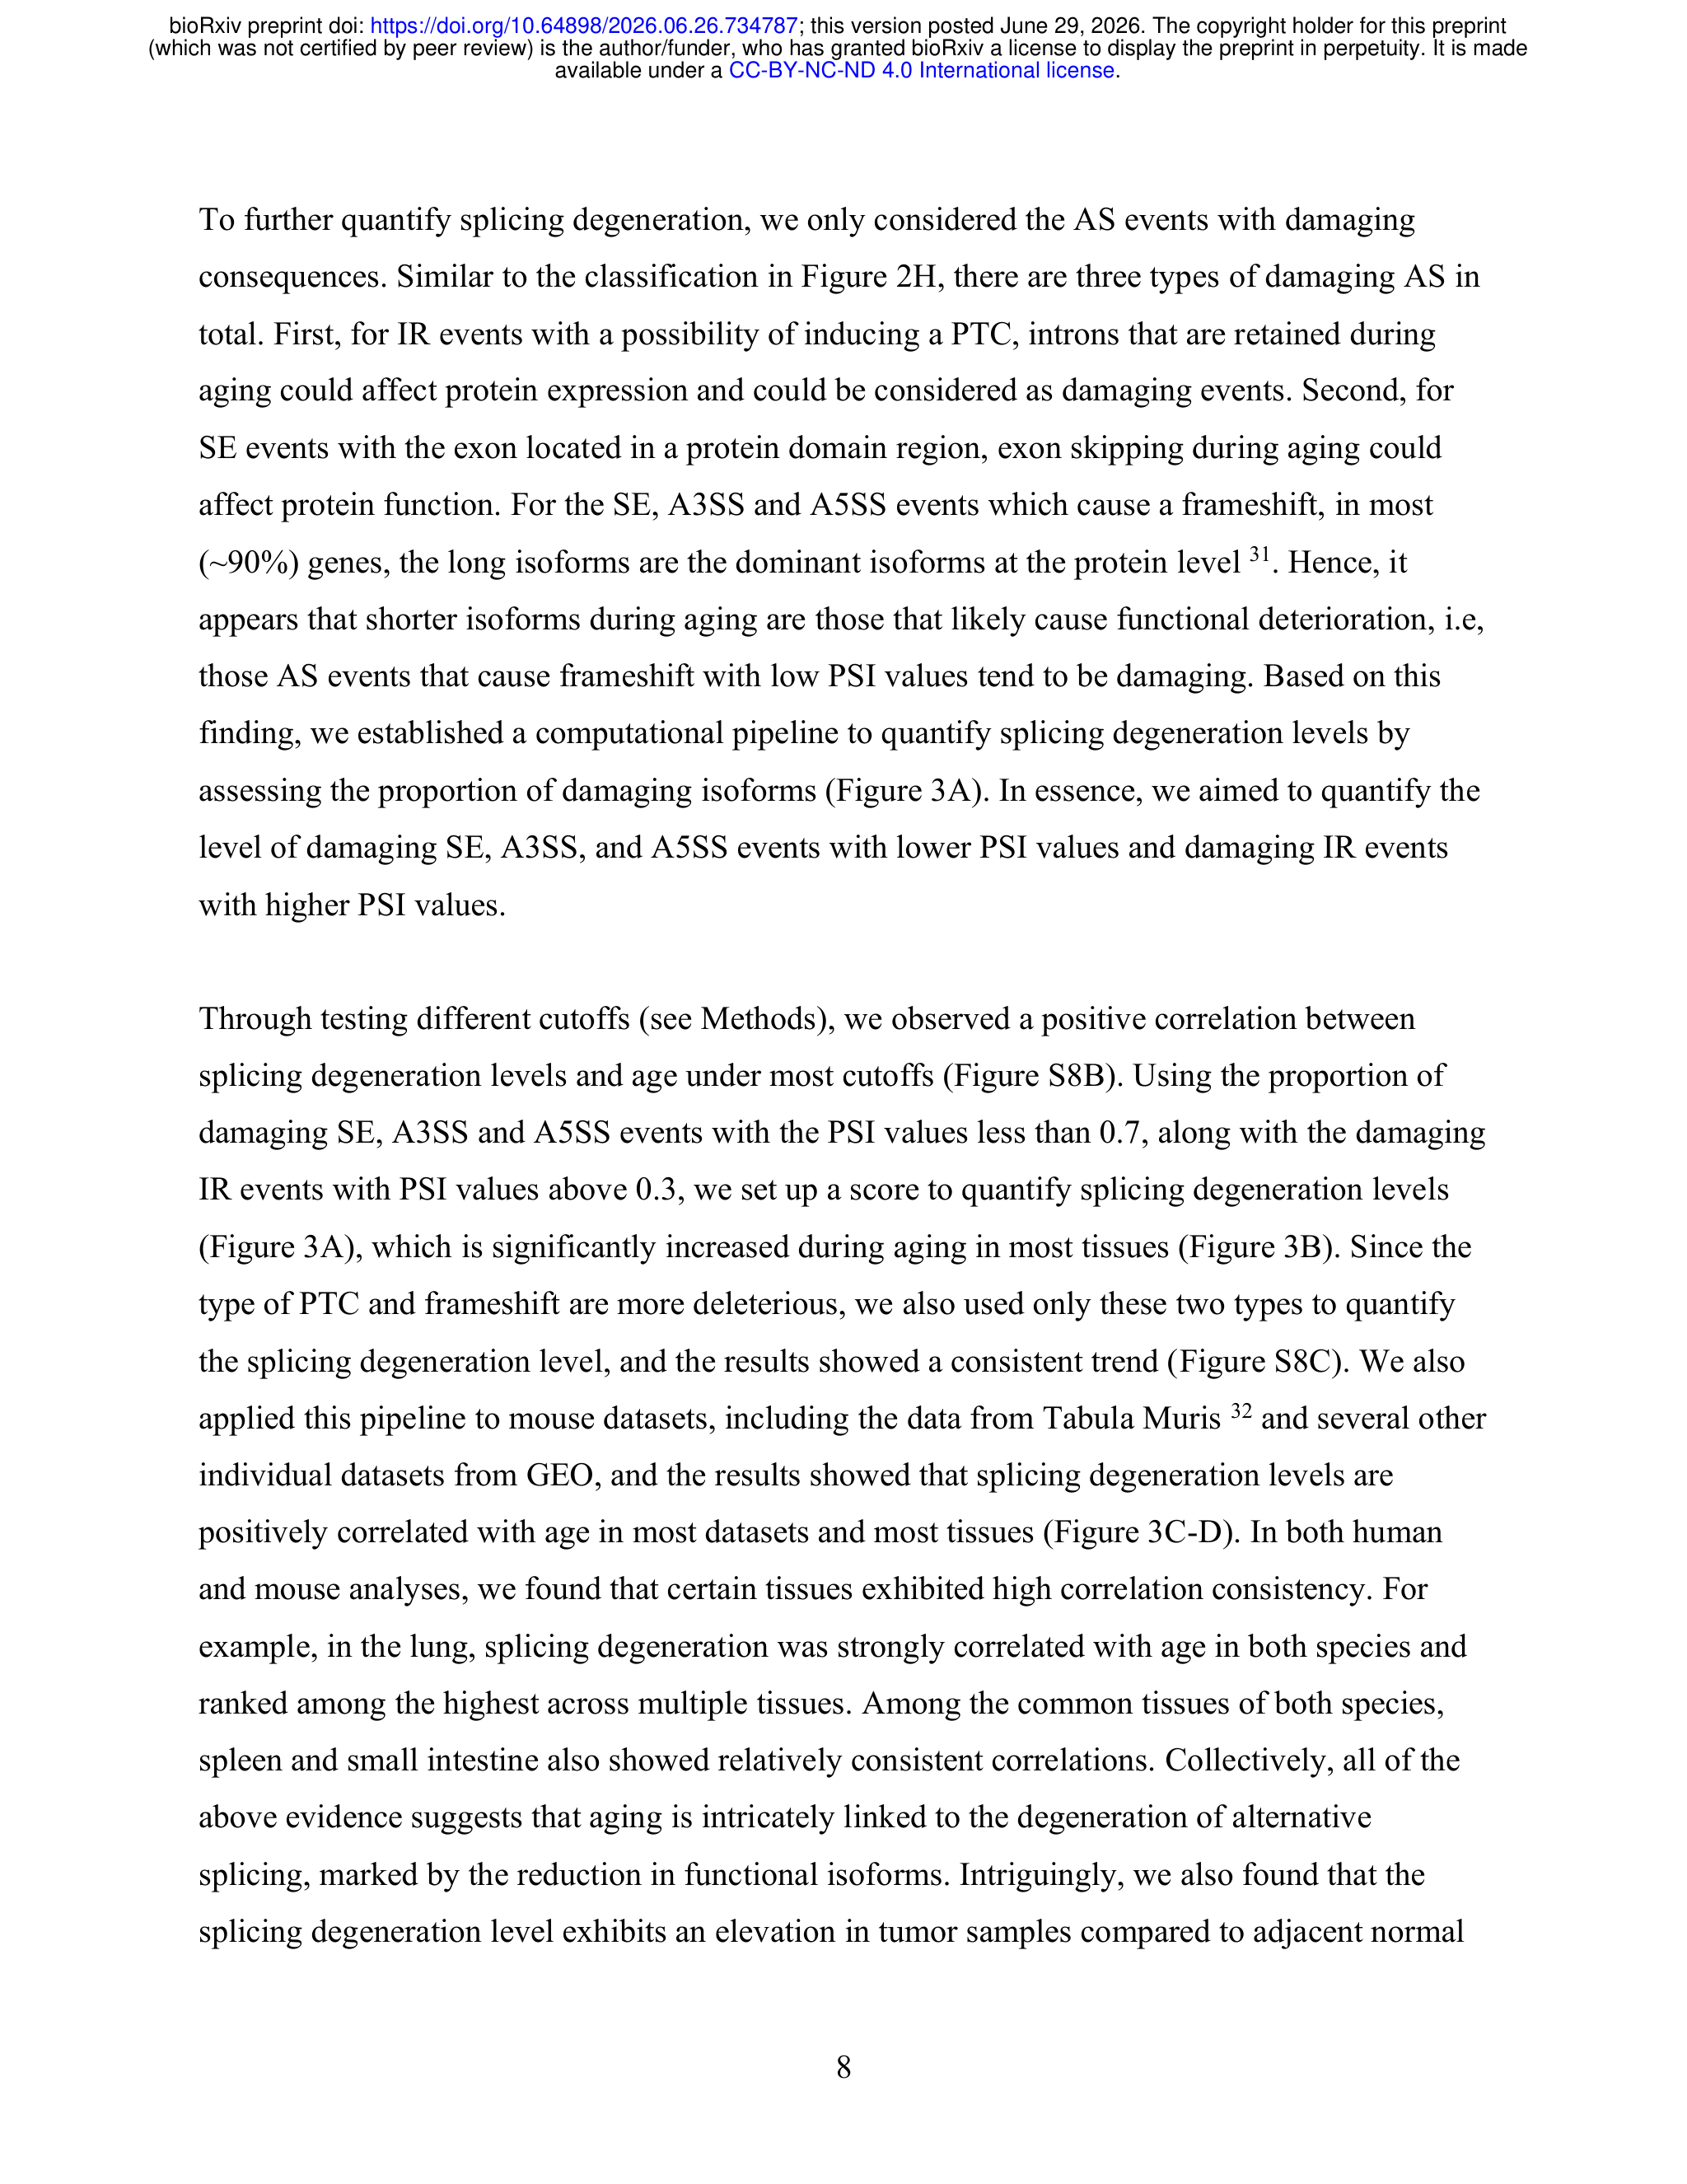 bioRxiv preprint doi: https://doi.org/10.64898/2026.06.26.734787; this version posted June 29, 2026. The copyright holder for this preprint
(which was not certified by peer review) is the author/funder, who has granted bioRxiv a license to display the preprint in perpetuity. It is made
available under a CC-BY-NC-ND 4.0 International license.
To further quantify splicing degeneration, we only considered the AS events with damaging
consequences. Similar to the classification in Figure 2H, there are three types of damaging AS in
total. First, for IR events with a possibility of inducing a PTC, introns that are retained during
aging could affect protein expression and could be considered as damaging events. Second, for
SE events with the exon located in a protein domain region, exon skipping during aging could
affect protein function. For the SE, A3SS and A5SS events which cause a frameshift, in most
(~90%) genes, the long isoforms are the dominant isoforms at the protein level 31. Hence, it
appears that shorter isoforms during aging are those that likely cause functional deterioration, i.e,
those AS events that cause frameshift with low PSI values tend to be damaging. Based on this
finding, we established a computational pipeline to quantify splicing degeneration levels by
assessing the proportion of damaging isoforms (Figure 3A). In essence, we aimed to quantify the
level of damaging SE, A3SS, and A5SS events with lower PSI values and damaging IR events
with higher PSI values.
Through testing different cutoffs (see Methods), we observed a positive correlation between
splicing degeneration levels and age under most cutoffs (Figure S8B). Using the proportion of
damaging SE, A3SS and A5SS events with the PSI values less than 0.7, along with the damaging
IR events with PSI values above 0.3, we set up a score to quantify splicing degeneration levels
(Figure 3A), which is significantly increased during aging in most tissues (Figure 3B). Since the
type of PTC and frameshift are more deleterious, we also used only these two types to quantify
the splicing degeneration level, and the results showed a consistent trend (Figure S8C). We also
applied this pipeline to mouse datasets, including the data from Tabula Muris 32 and several other
individual datasets from GEO, and the results showed that splicing degeneration levels are
positively correlated with age in most datasets and most tissues (Figure 3C-D). In both human
and mouse analyses, we found that certain tissues exhibited high correlation consistency. For
example, in the lung, splicing degeneration was strongly correlated with age in both species and
ranked among the highest across multiple tissues. Among the common tissues of both species,
spleen and small intestine also showed relatively consistent correlations. Collectively, all of the
above evidence suggests that aging is intricately linked to the degeneration of alternative
splicing, marked by the reduction in functional isoforms. Intriguingly, we also found that the
splicing degeneration level exhibits an elevation in tumor samples compared to adjacent normal
8